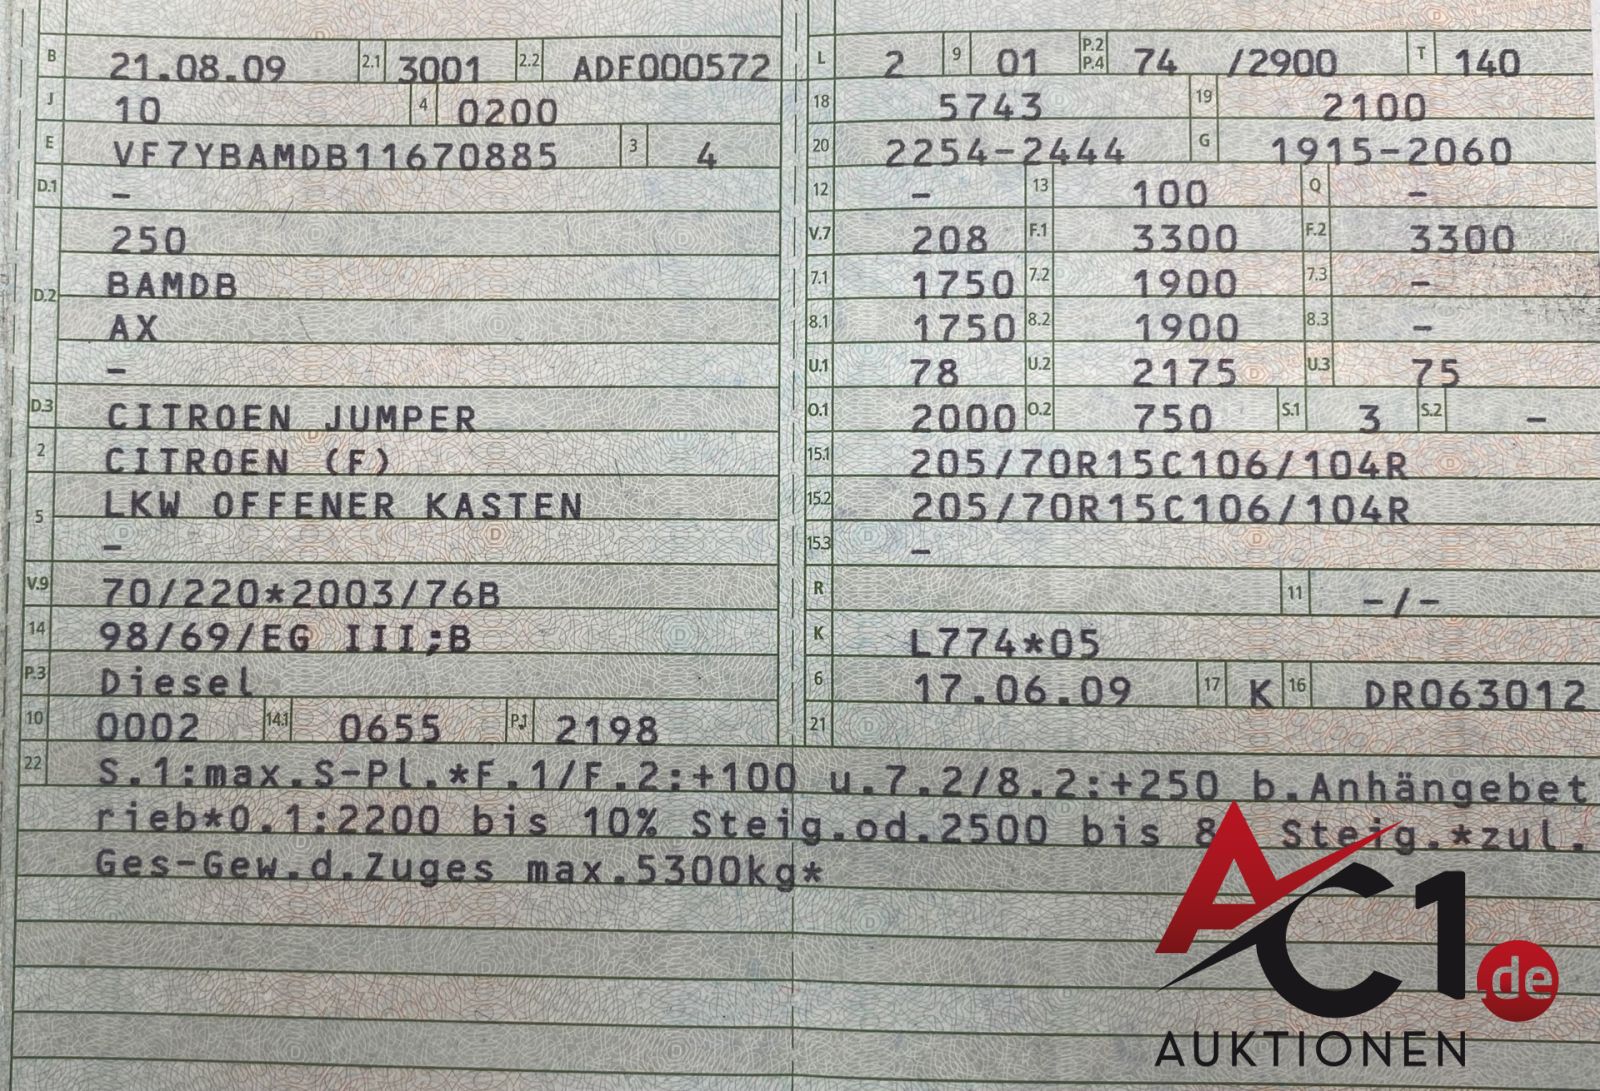 B 21.08.09 2.1 3001 2.2 ADF000572
J 10 4 0200
E VF7YBAMDB11670885 3 4
D.1 -
250
D.2 BAMDB
AX
-
D.3 CITROEN JUMPER
2 CITROEN (F)
5 LKW OFFENER KASTEN
-
V.9 70/220*2003/76B
14 98/69/EG III;B
P.3 Diesel
10 0002 14.1 0655 P.1 2198
L 2 9 01 P.2 P.4 74 /2900 T 140
18 5743 19 2100
20 2254-2444 G 1915-2060
12 - 13 100 Q -
V.7 208 F.1 3300 F.2 3300
7.1 1750 7.2 1900 7.3 -
8.1 1750 8.2 1900 8.3 -
U.1 78 U.2 2175 U.3 75
O.1 2000 O.2 750 S.1 3 S.2 -
15.1 205/70R15C106/104R
15.2 205/70R15C106/104R
15.3 -
R 11 -/-
K L774*05
6 17.06.09 17 K 16 DR063012
21
22 S.1:max.S-Pl.*F.1/F.2:+100 u.7.2/8.2:+250 b.Anhängebet
rieb*0.1:2200 bis 10% Steig.od.2500 bis 8 Steig.*zul.
Ges-Gew.d.Zuges max.5300kg*
AC1.de
AUKTIONEN